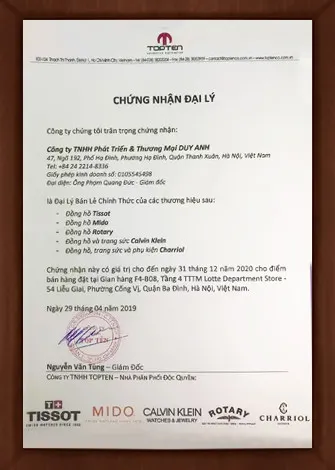 TOPTEN
CHỨNG NHẬN ĐẠI LÝ
Công ty chúng tôi trân trọng chứng nhận:
Công ty TNHH Phát Triển & Thương Mại DUY ANH
47, Ngõ 192, Phố Hạ Đình, Phường Hạ Đình, Quận Thanh Xuân, Hà Nội, Việt Nam
Tel: +84 24 2214-8336
Giấy phép kinh doanh số: 0105545498
Đại diện: Ông Phạm Quang Đức - Giám đốc
là Đại Lý Bán Lẻ Chính Thức của các thương hiệu sau:
- Đồng hồ Tissot
- Đồng hồ Mido
- Đồng hồ Rotary
- Đồng hồ và trang sức Calvin Klein
- Đồng hồ, trang sức và phụ kiện Charriol
Chứng nhận này có giá trị cho đến ngày 31 tháng 12 năm 2020 cho điểm
bán hàng đặt tại Gian hàng F4-B08, Tầng 4 TTTM Lotte Department Store -
54 Liễu Giai, Phường Cống Vị, Quận Ba Đình, Hà Nội, Việt Nam.
Ngày 29 tháng 04 năm 2019
TOP TEN
Nguyễn Văn Tùng – Giám Đốc
CÔNG TY TNHH TOPTEN – NHÀ PHÂN PHỐI ĐỘC QUYỀN:
TISSOT MIDO CALVIN KLEIN ROTARY CHARRIOL
WATCHES & JEWELRY